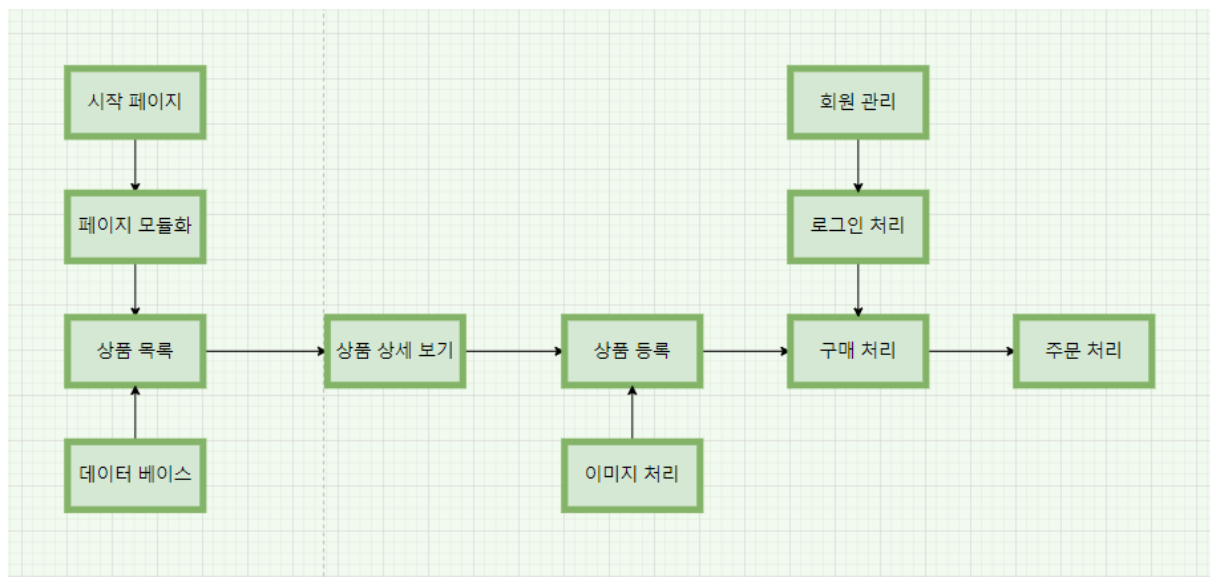 시작 페이지
회원 관리
페이지 모듈화
로그인 처리
상품 목록
상품 상세 보기
상품 등록
구매 처리
주문 처리
데이터 베이스
이미지 처리